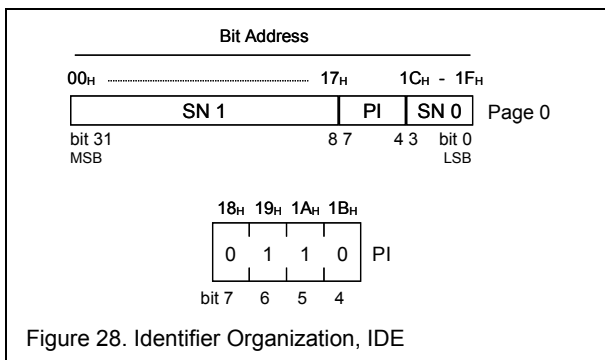 Bit Address
00H 17H 1CH - 1FH
SN 1 PI SN 0 Page 0
bit 31 8 7 4 3 bit 0
MSB LSB
18H 19H 1AH 1BH
0 1 1 0 PI
bit 7 6 5 4
Figure 28. Identifier Organization, IDE